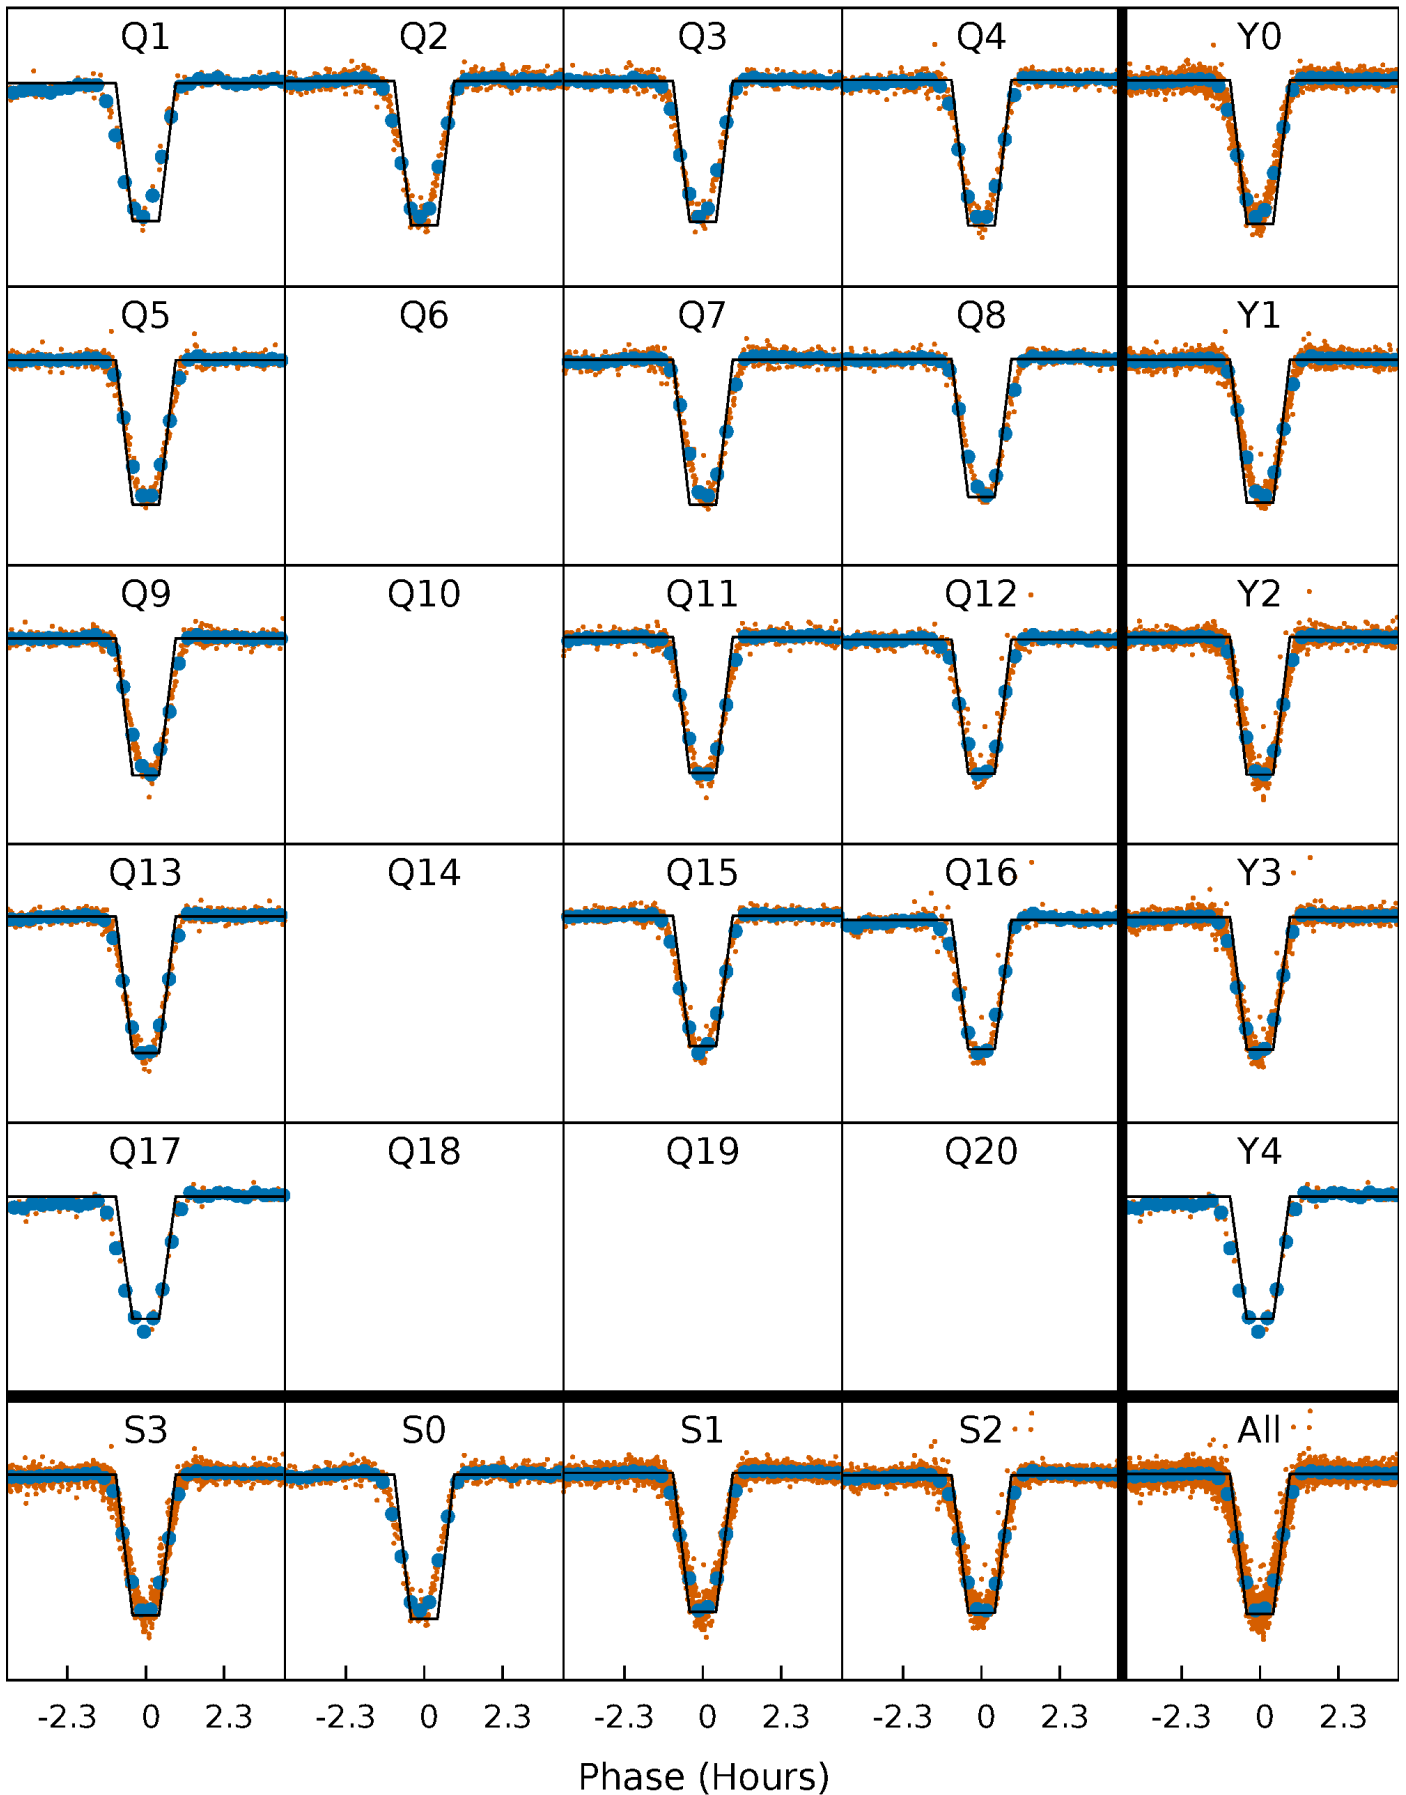 Q1 Q2 Q3 Q4 Y0
Q5 Q6 Q7 Q8 Y1
Q9 Q10 Q11 Q12 Y2
Q13 Q14 Q15 Q16 Y3
Q17 Q18 Q19 Q20 Y4
S3 S0 S1 S2 All
-2.3 0 2.3 -2.3 0 2.3 -2.3 0 2.3 -2.3 0 2.3 -2.3 0 2.3
Phase (Hours)